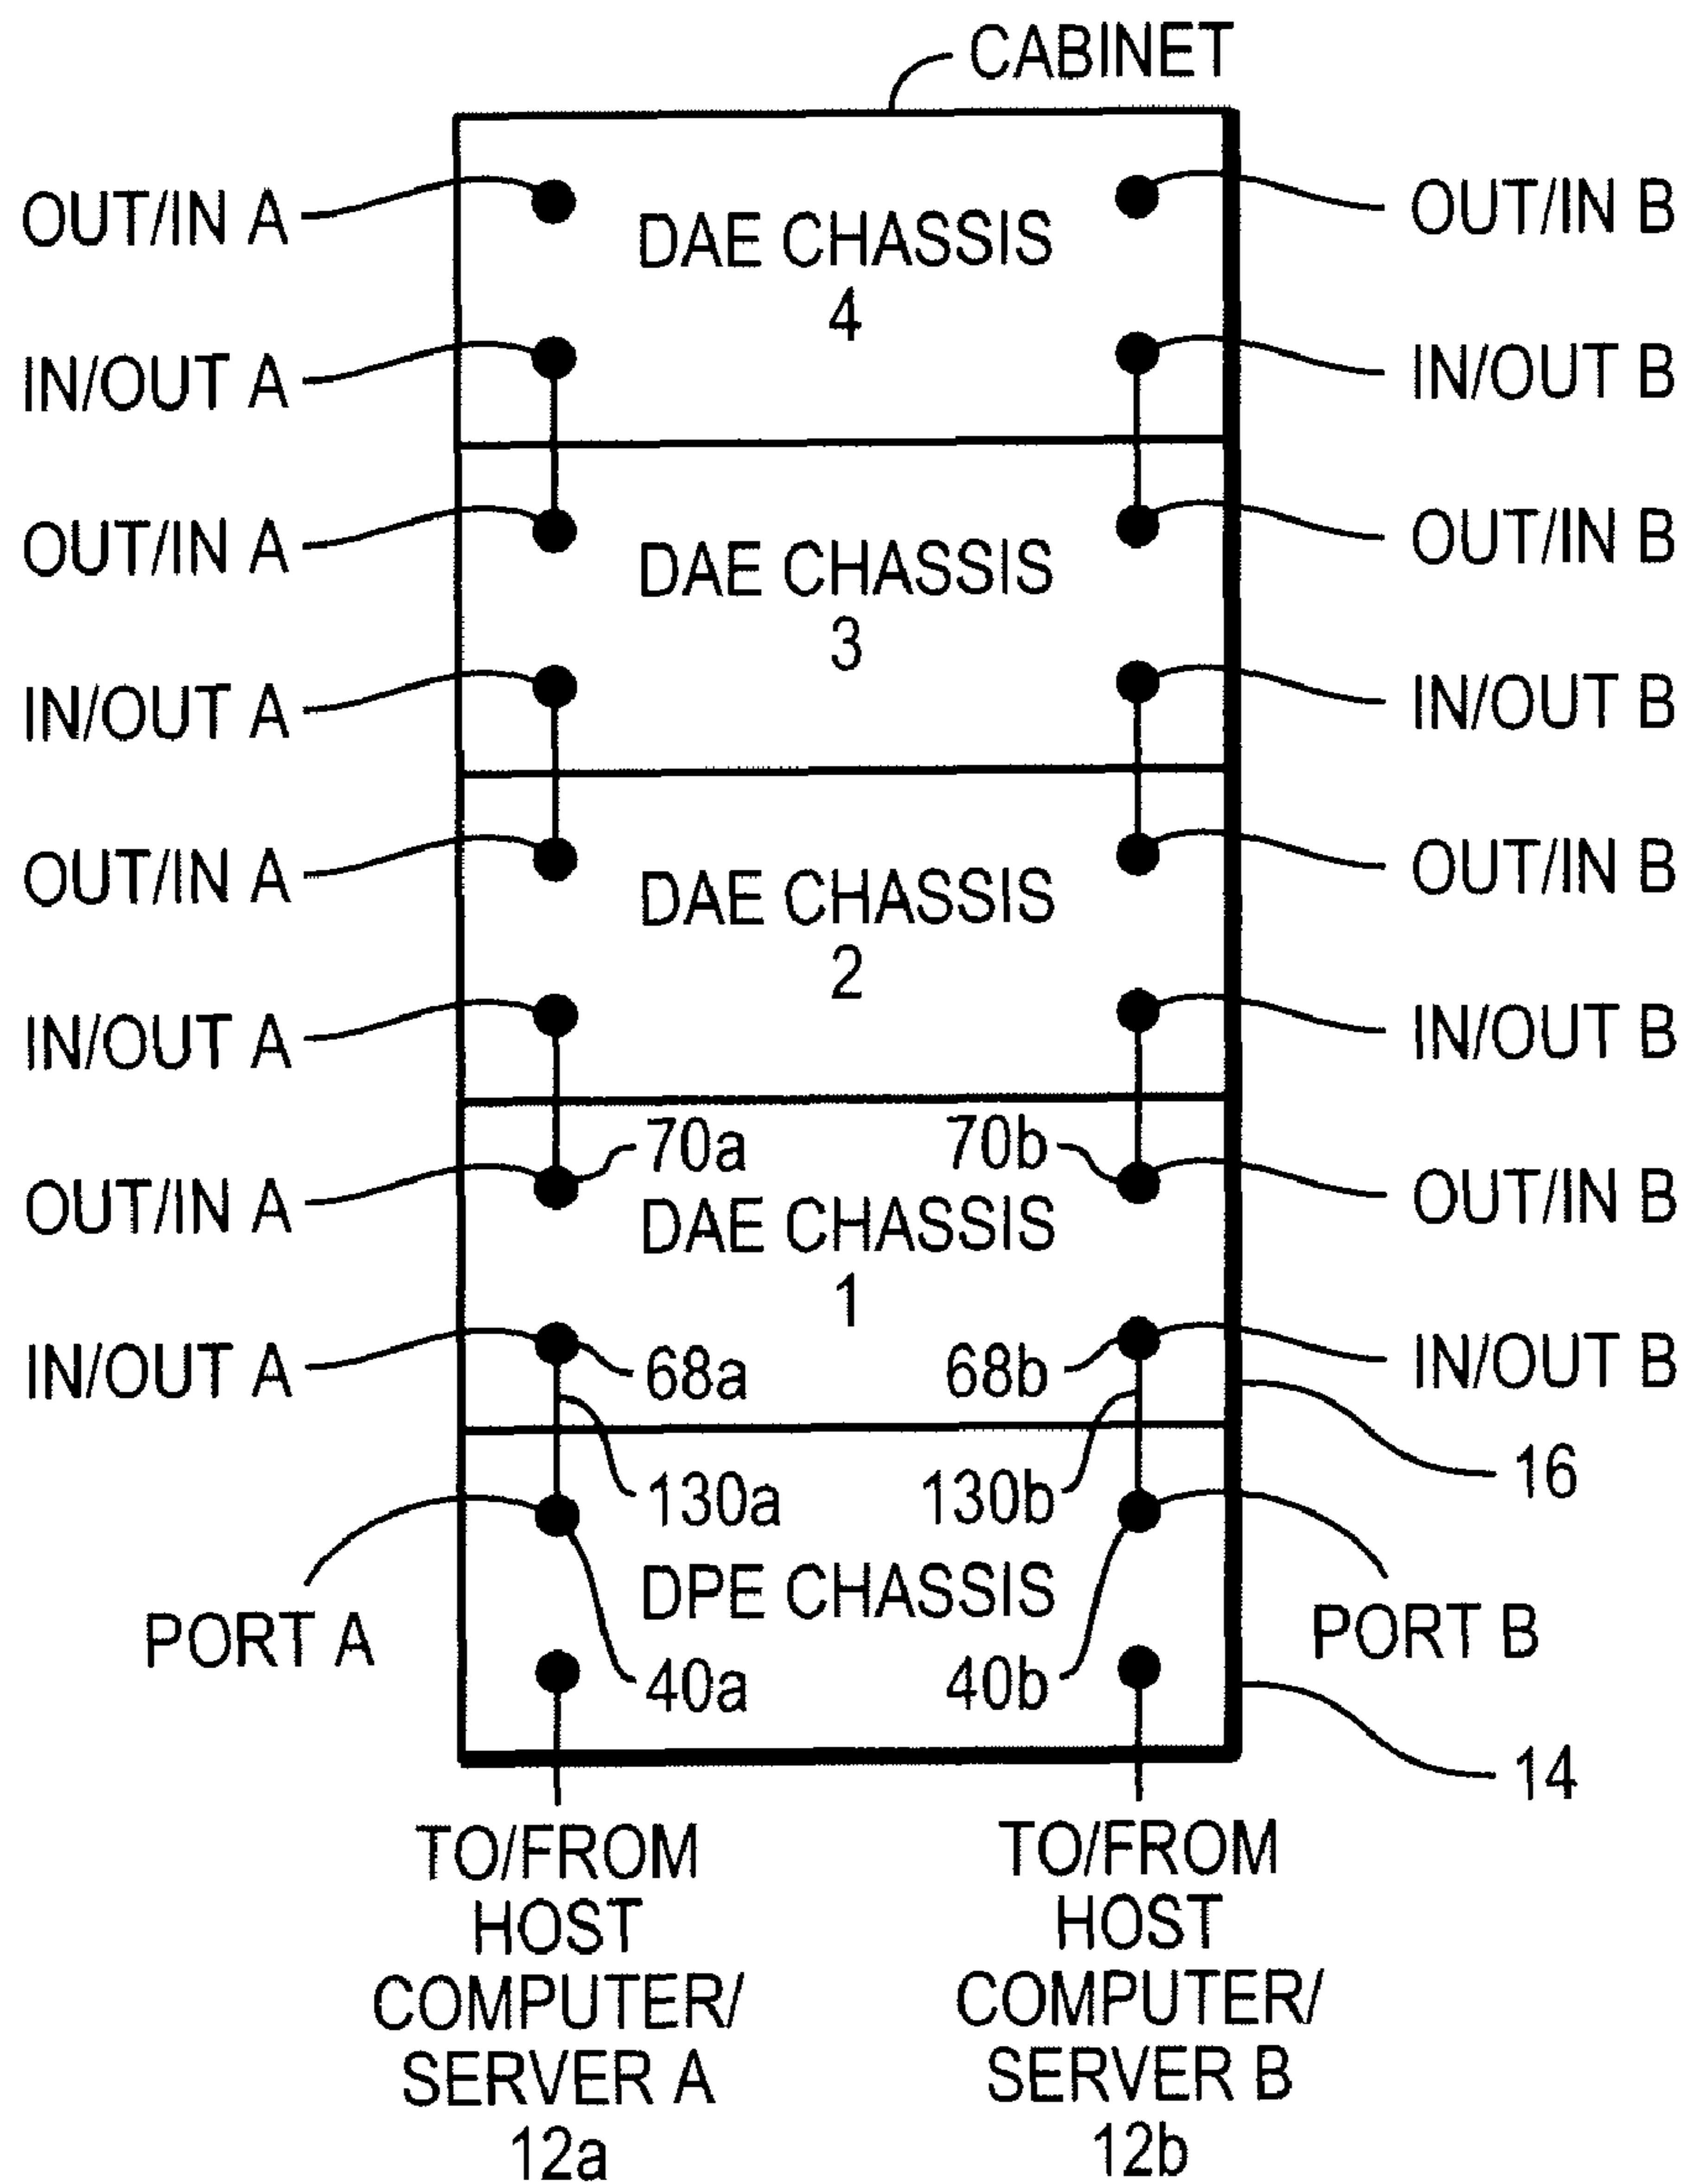 CABINET
OUT/IN A
OUT/IN B
DAE CHASSIS
4
IN/OUT A
IN/OUT B
OUT/IN A
OUT/IN B
DAE CHASSIS
3
IN/OUT A
IN/OUT B
OUT/IN A
OUT/IN B
DAE CHASSIS
2
IN/OUT A
IN/OUT B
70a
70b
OUT/IN A
OUT/IN B
DAE CHASSIS
1
IN/OUT A
68a
68b
IN/OUT B
16
130a
130b
DPE CHASSIS
PORT A
PORT B
40a
40b
14
TO/FROM
HOST
COMPUTER/
SERVER A
12a
TO/FROM
HOST
COMPUTER/
SERVER B
12b